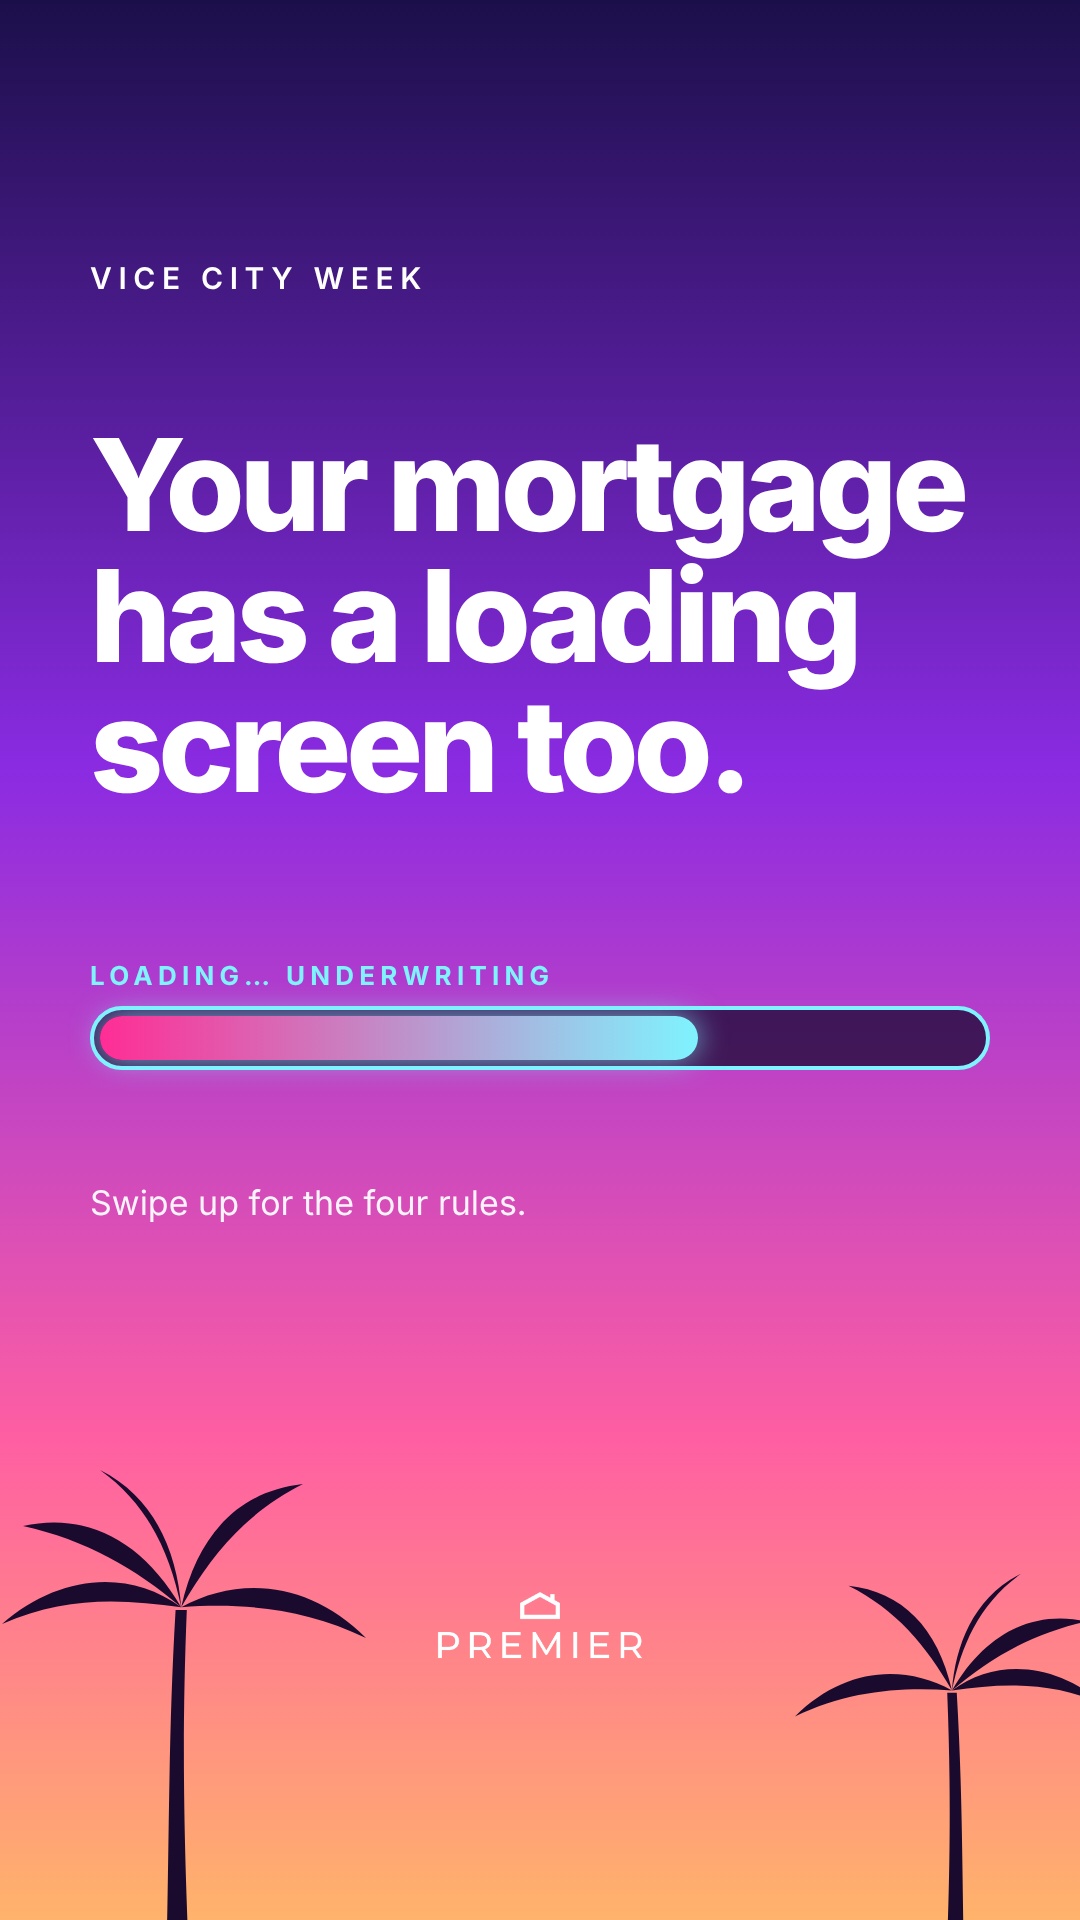 VICE CITY WEEK
Your mortgage
has a loading
screen too.
LOADING... UNDERWRITING
Swipe up for the four rules.
PREMIER